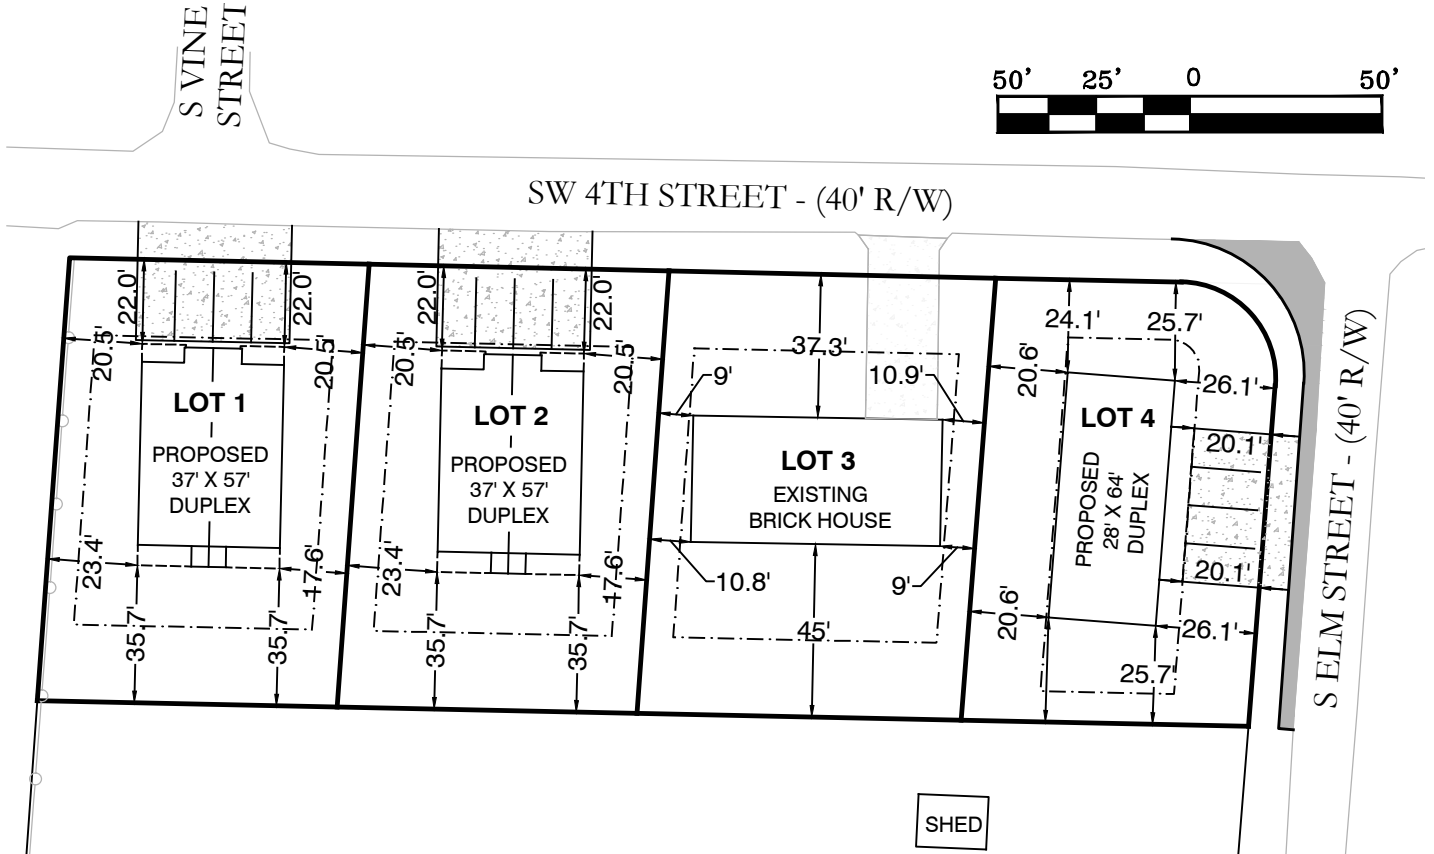 S VINE
STREET
50' 25' 0 50'
SW 4TH STREET - (40' R/W)
22.0' 22.0' 22.0' 22.0'
24.1' 25.7'
20.5' 20.5' 20.5' 20.5' 37.3' 20.6'
9' 10.9' 26.1'
LOT 1
PROPOSED
37' X 57'
DUPLEX
LOT 2
PROPOSED
37' X 57'
DUPLEX
LOT 3
EXISTING
BRICK HOUSE
LOT 4
PROPOSED
28' X 64'
DUPLEX
20.1'
20.1'
S ELM STREET - (40' R/W)
23.4' 17.6' 23.4' 17.6' 10.8' 9' 20.6'
35.7' 35.7' 35.7' 35.7' 45' 26.1'
25.7'
SHED